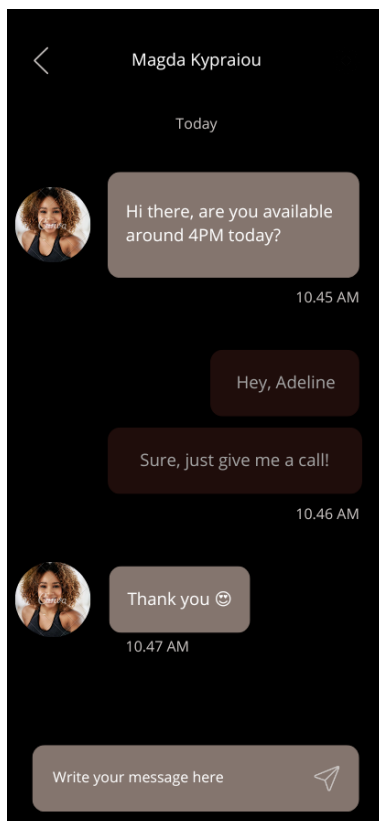 Magda Kypraiou
Today
Hi there, are you available
around 4PM today?
10.45 AM
Hey, Adeline
Sure, just give me a call!
10.46 AM
Thank you 😍
10.47 AM
Write your message here